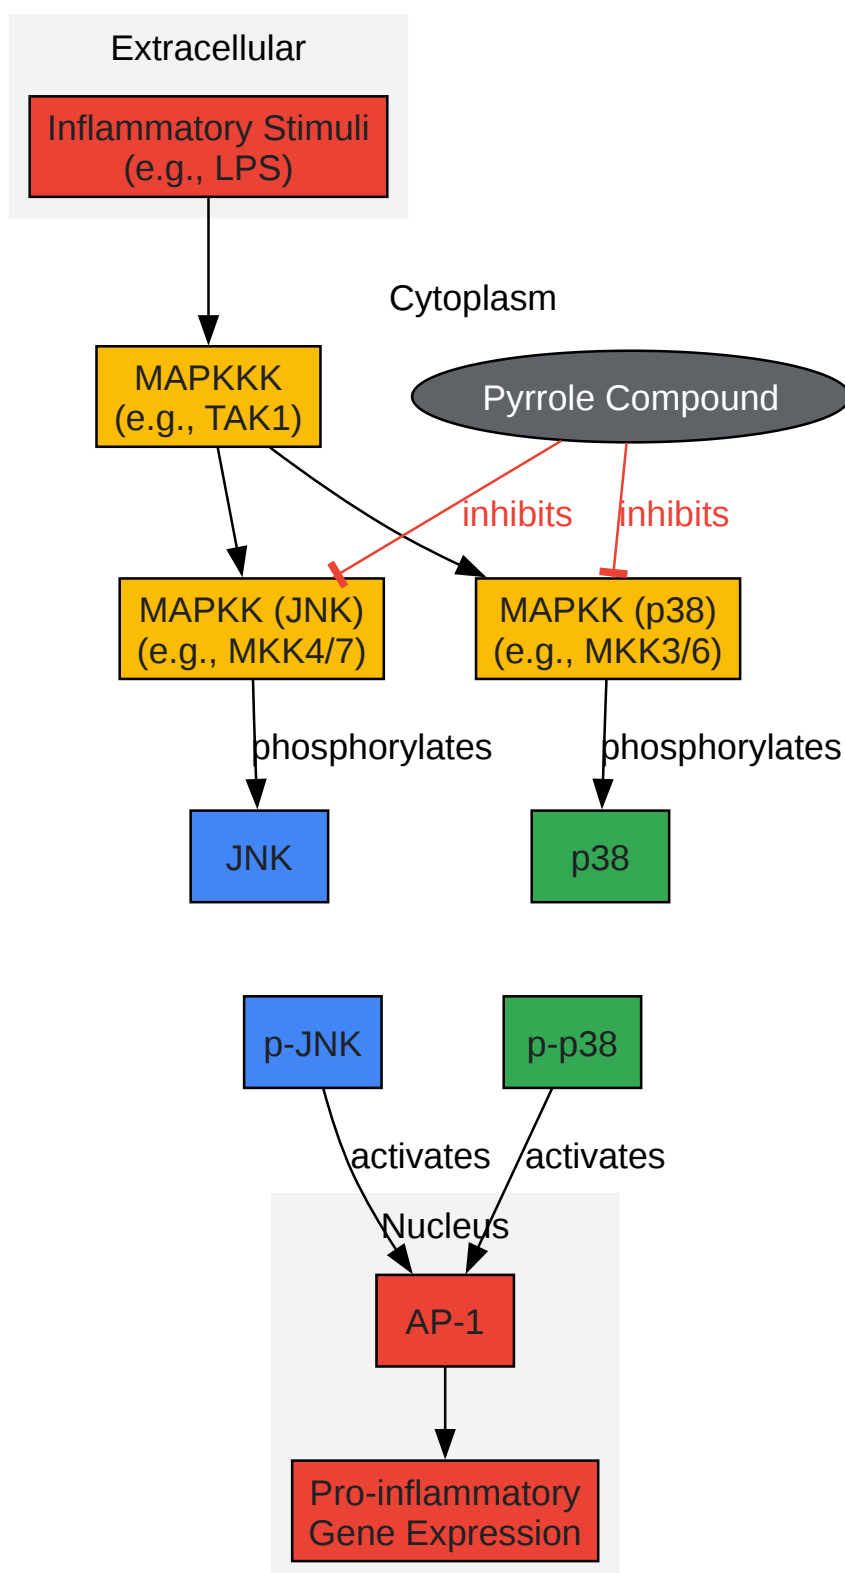 Extracellular
Inflammatory Stimuli
(e.g., LPS)
Cytoplasm
MAPKKK
(e.g., TAK1)
Pyrrole Compound
inhibits
inhibits
MAPKK (JNK)
(e.g., MKK4/7)
MAPKK (p38)
(e.g., MKK3/6)
phosphorylates
phosphorylates
JNK
p38
p-JNK
p-p38
activates
activates
Nucleus
AP-1
Pro-inflammatory
Gene Expression